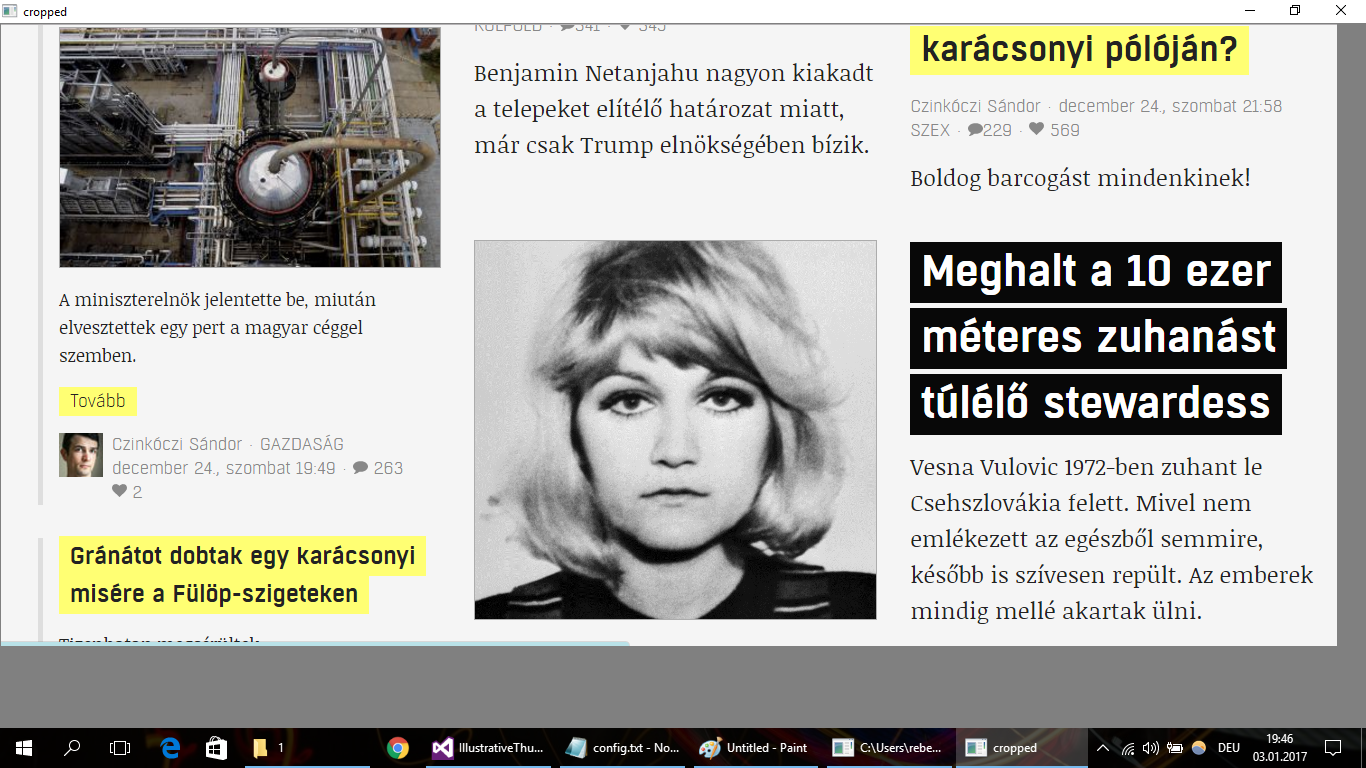 cropped
A miniszterelnök jelentette be, miután
elvesztettek egy pert a magyar céggel
szemben.
Tovább
Czinkóczi Sándor · GAZDASÁG
december 24., szombat 19:49 · 263
2
Gránátot dobtak egy karácsonyi
misére a Fülöp-szigeteken
Tizenhatan megsérültek.
KÜLFÖLD · 341 · 345
Benjamin Netanjahu nagyon kiakadt
a telepeket elítélő határozat miatt,
már csak Trump elnökségében bízik.
karácsonyi pólóján?
Czinkóczi Sándor · december 24., szombat 21:58
SZEX · 229 · 569
Boldog barcogást mindenkinek!
Meghalt a 10 ezer
méteres zuhanást
túlélő stewardess
Vesna Vulovic 1972-ben zuhant le
Csehszlovákia felett. Mivel nem
emlékezett az egészből semmire,
később is szívesen repült. Az emberek
mindig mellé akartak ülni.
1
IllustrativeThu...
config.txt - No...
Untitled - Paint
C:\Users\rebe...
cropped
DEU
19:46
03.01.2017